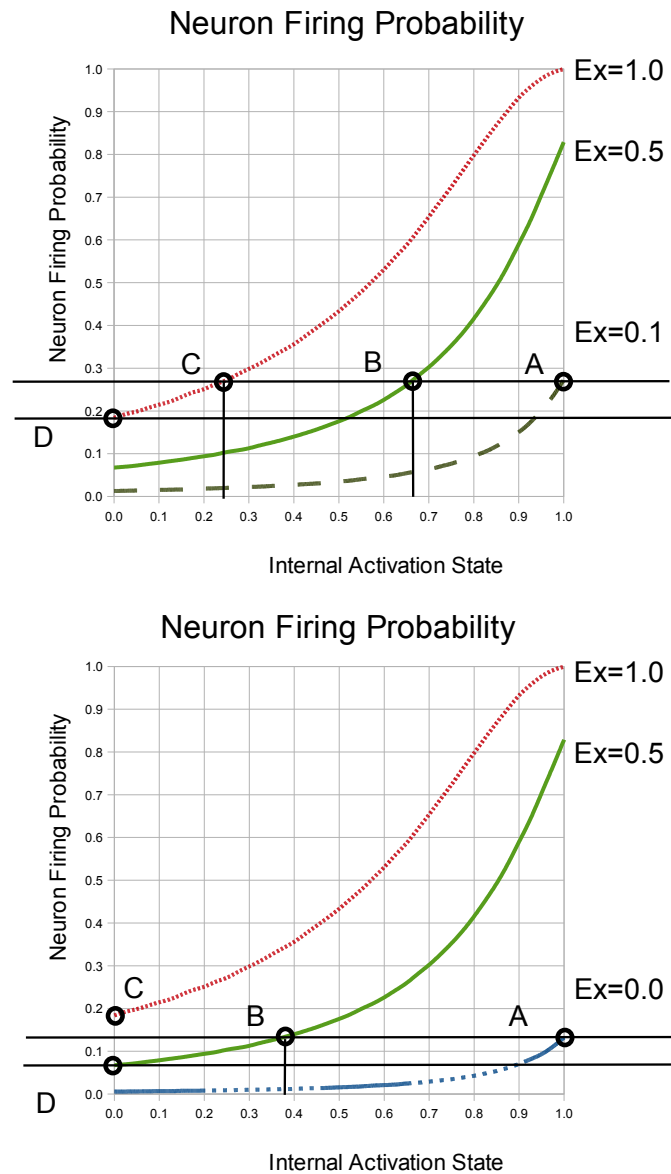 Neuron Firing Probability
Ex=1.0
Ex=0.5
Ex=0.1
Neuron Firing Probability
1.0
0.9
0.8
0.7
0.6
0.5
0.4
0.3
0.2
0.1
0.0
C
B
A
D
0.0 0.1 0.2 0.3 0.4 0.5 0.6 0.7 0.8 0.9 1.0
Internal Activation State
Neuron Firing Probability
Ex=1.0
Ex=0.5
Ex=0.0
Neuron Firing Probability
1.0
0.9
0.8
0.7
0.6
0.5
0.4
0.3
0.2
0.1
0.0
C
B
A
D
0.0 0.1 0.2 0.3 0.4 0.5 0.6 0.7 0.8 0.9 1.0
Internal Activation State